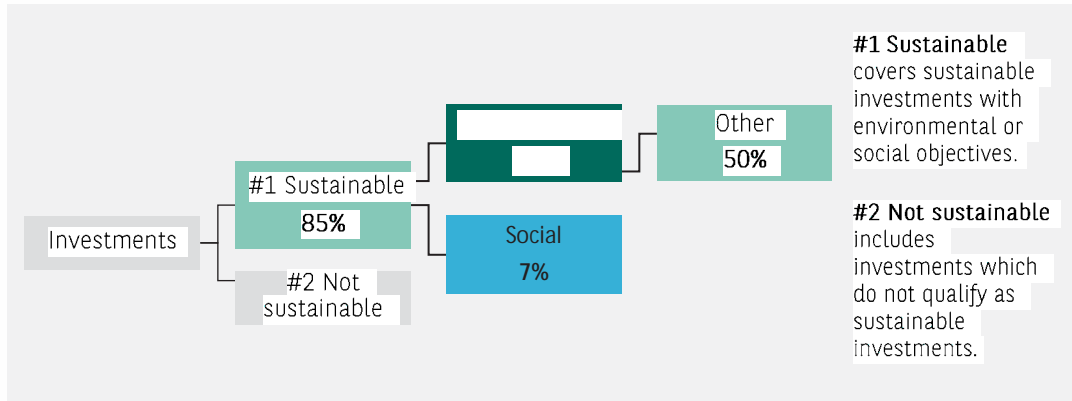 Investments
#1 Sustainable
85%
#2 Not
sustainable
Social
7%
Other
50%
#1 Sustainable
covers sustainable
investments with
environmental or
social objectives.
#2 Not sustainable
includes
investments which
do not qualify as
sustainable
investments.